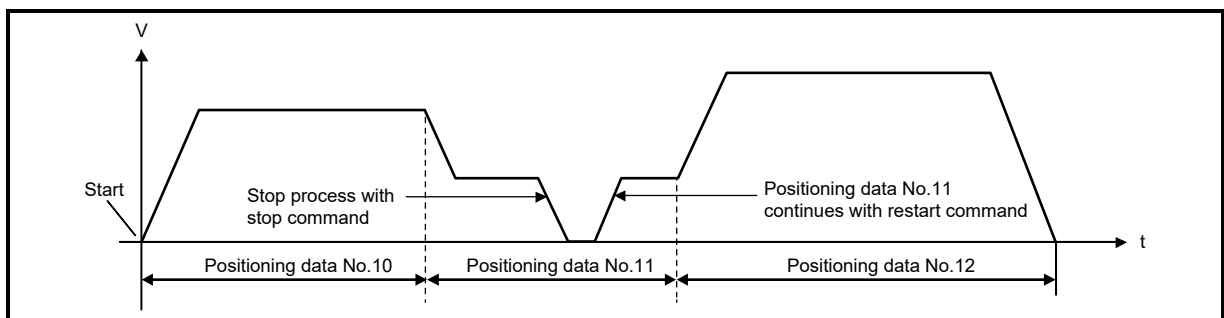 V
Start
Stop process with
stop command
Positioning data No.11
continues with restart command
t
Positioning data No.10
Positioning data No.11
Positioning data No.12